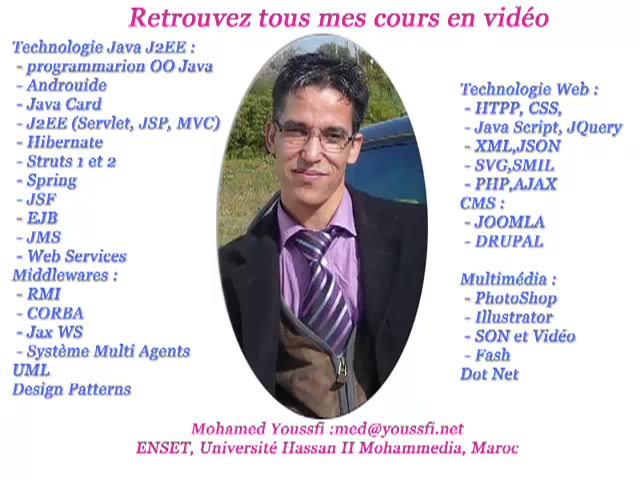 Retrouvez tous mes cours en vidéo
Technologie Java J2EE :
- programmarion OO Java
- Androuide
- Java Card
- J2EE (Servlet, JSP, MVC)
- Hibernate
- Struts 1 et 2
- Spring
- JSF
- EJB
- JMS
- Web Services
Middlewares :
- RMI
- CORBA
- Jax WS
- Système Multi Agents
UML
Design Patterns
Technologie Web :
- HTPP, CSS,
- Java Script, JQuery
- XML,JSON
- SVG,SMIL
- PHP,AJAX
CMS :
- JOOMLA
- DRUPAL
Multimédia :
- PhotoShop
- Illustrator
- SON et Vidéo
- Fash
Dot Net
Mohamed Youssfi :med@youssfi.net
ENSET, Université Hassan II Mohammedia, Maroc